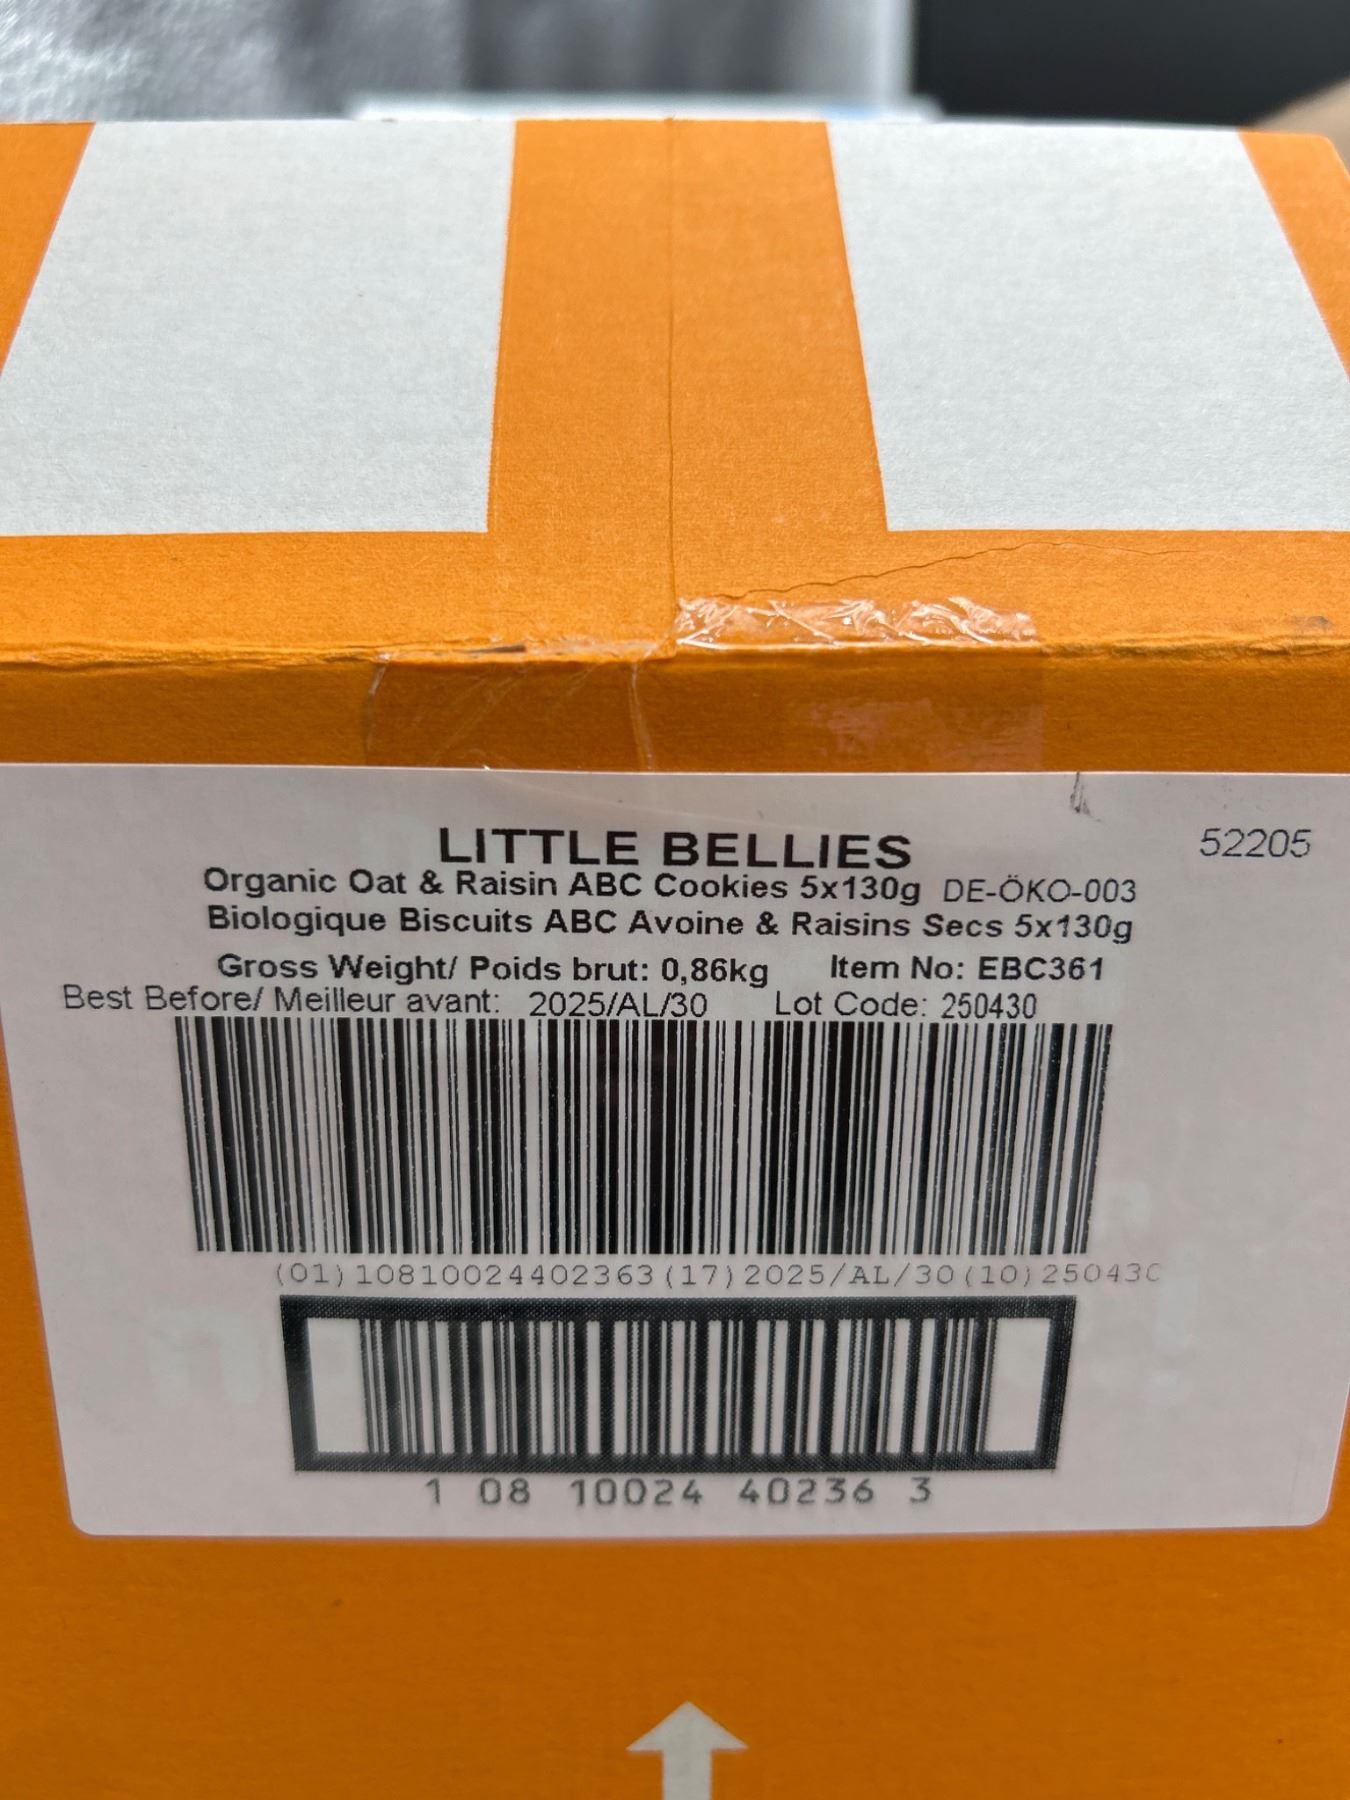 LITTLE BELLIES
52205
Organic Oat & Raisin ABC Cookies 5x130g DE-ÖKO-003
Biologique Biscuits ABC Avoine & Raisins Secs 5x130g
Gross Weight/ Poids brut: 0,86kg Item No: EBC361
Best Before/ Meilleur avant: 2025/AL/30 Lot Code: 250430
(01)10810024402363(17)2025/AL/30(10)250430
1 08 10024 40236 3